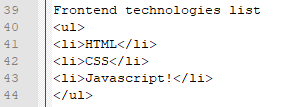 39 Frontend technologies list
40 <ul>
41 <li>HTML</li>
42 <li>CSS</li>
43 <li>Javascript!</li>
44 </ul>